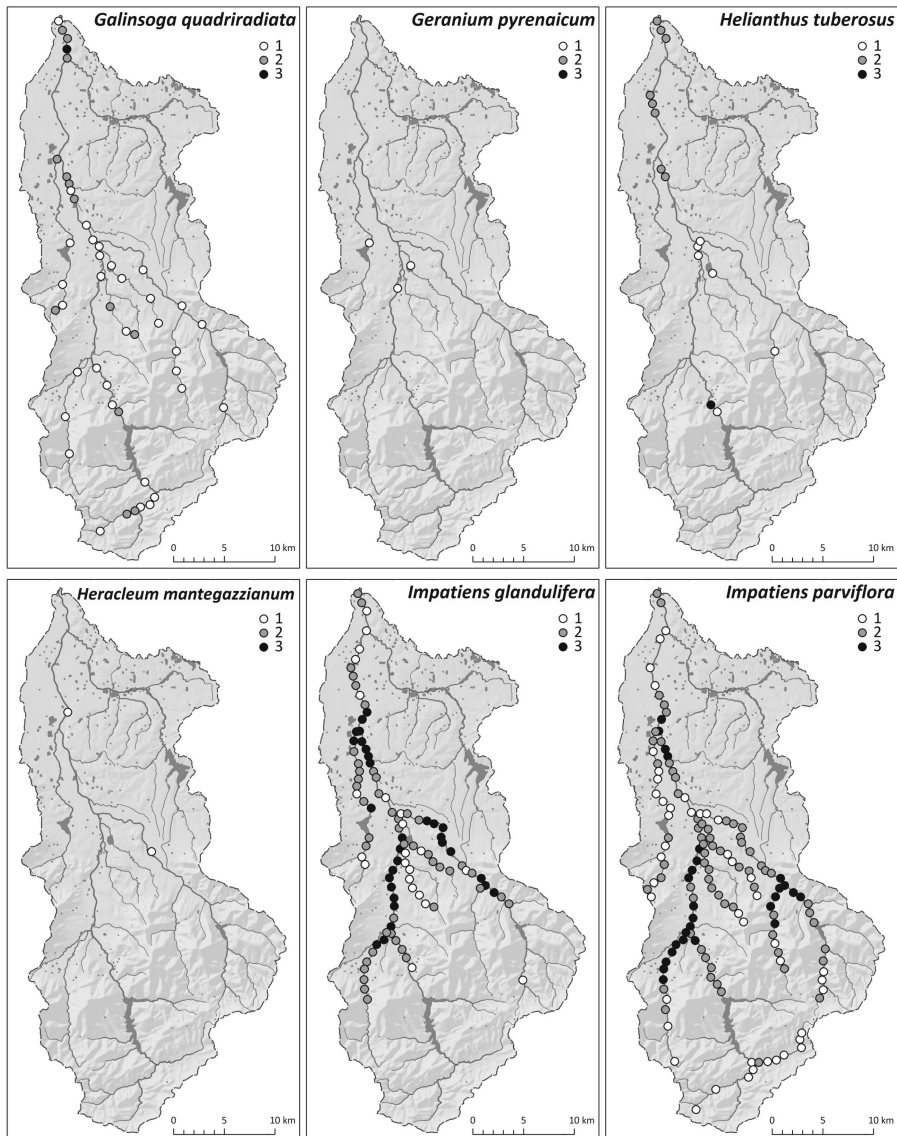 Galinsoga quadriradiata
1
2
3
0 5 10 km
Geranium pyrenaicum
1
2
3
0 5 10 km
Helianthus tuberosus
1
2
3
0 5 10 km
Heracleum mantegazzianum
1
2
3
0 5 10 km
Impatiens glandulifera
1
2
3
0 5 10 km
Impatiens parviflora
1
2
3
0 5 10 km